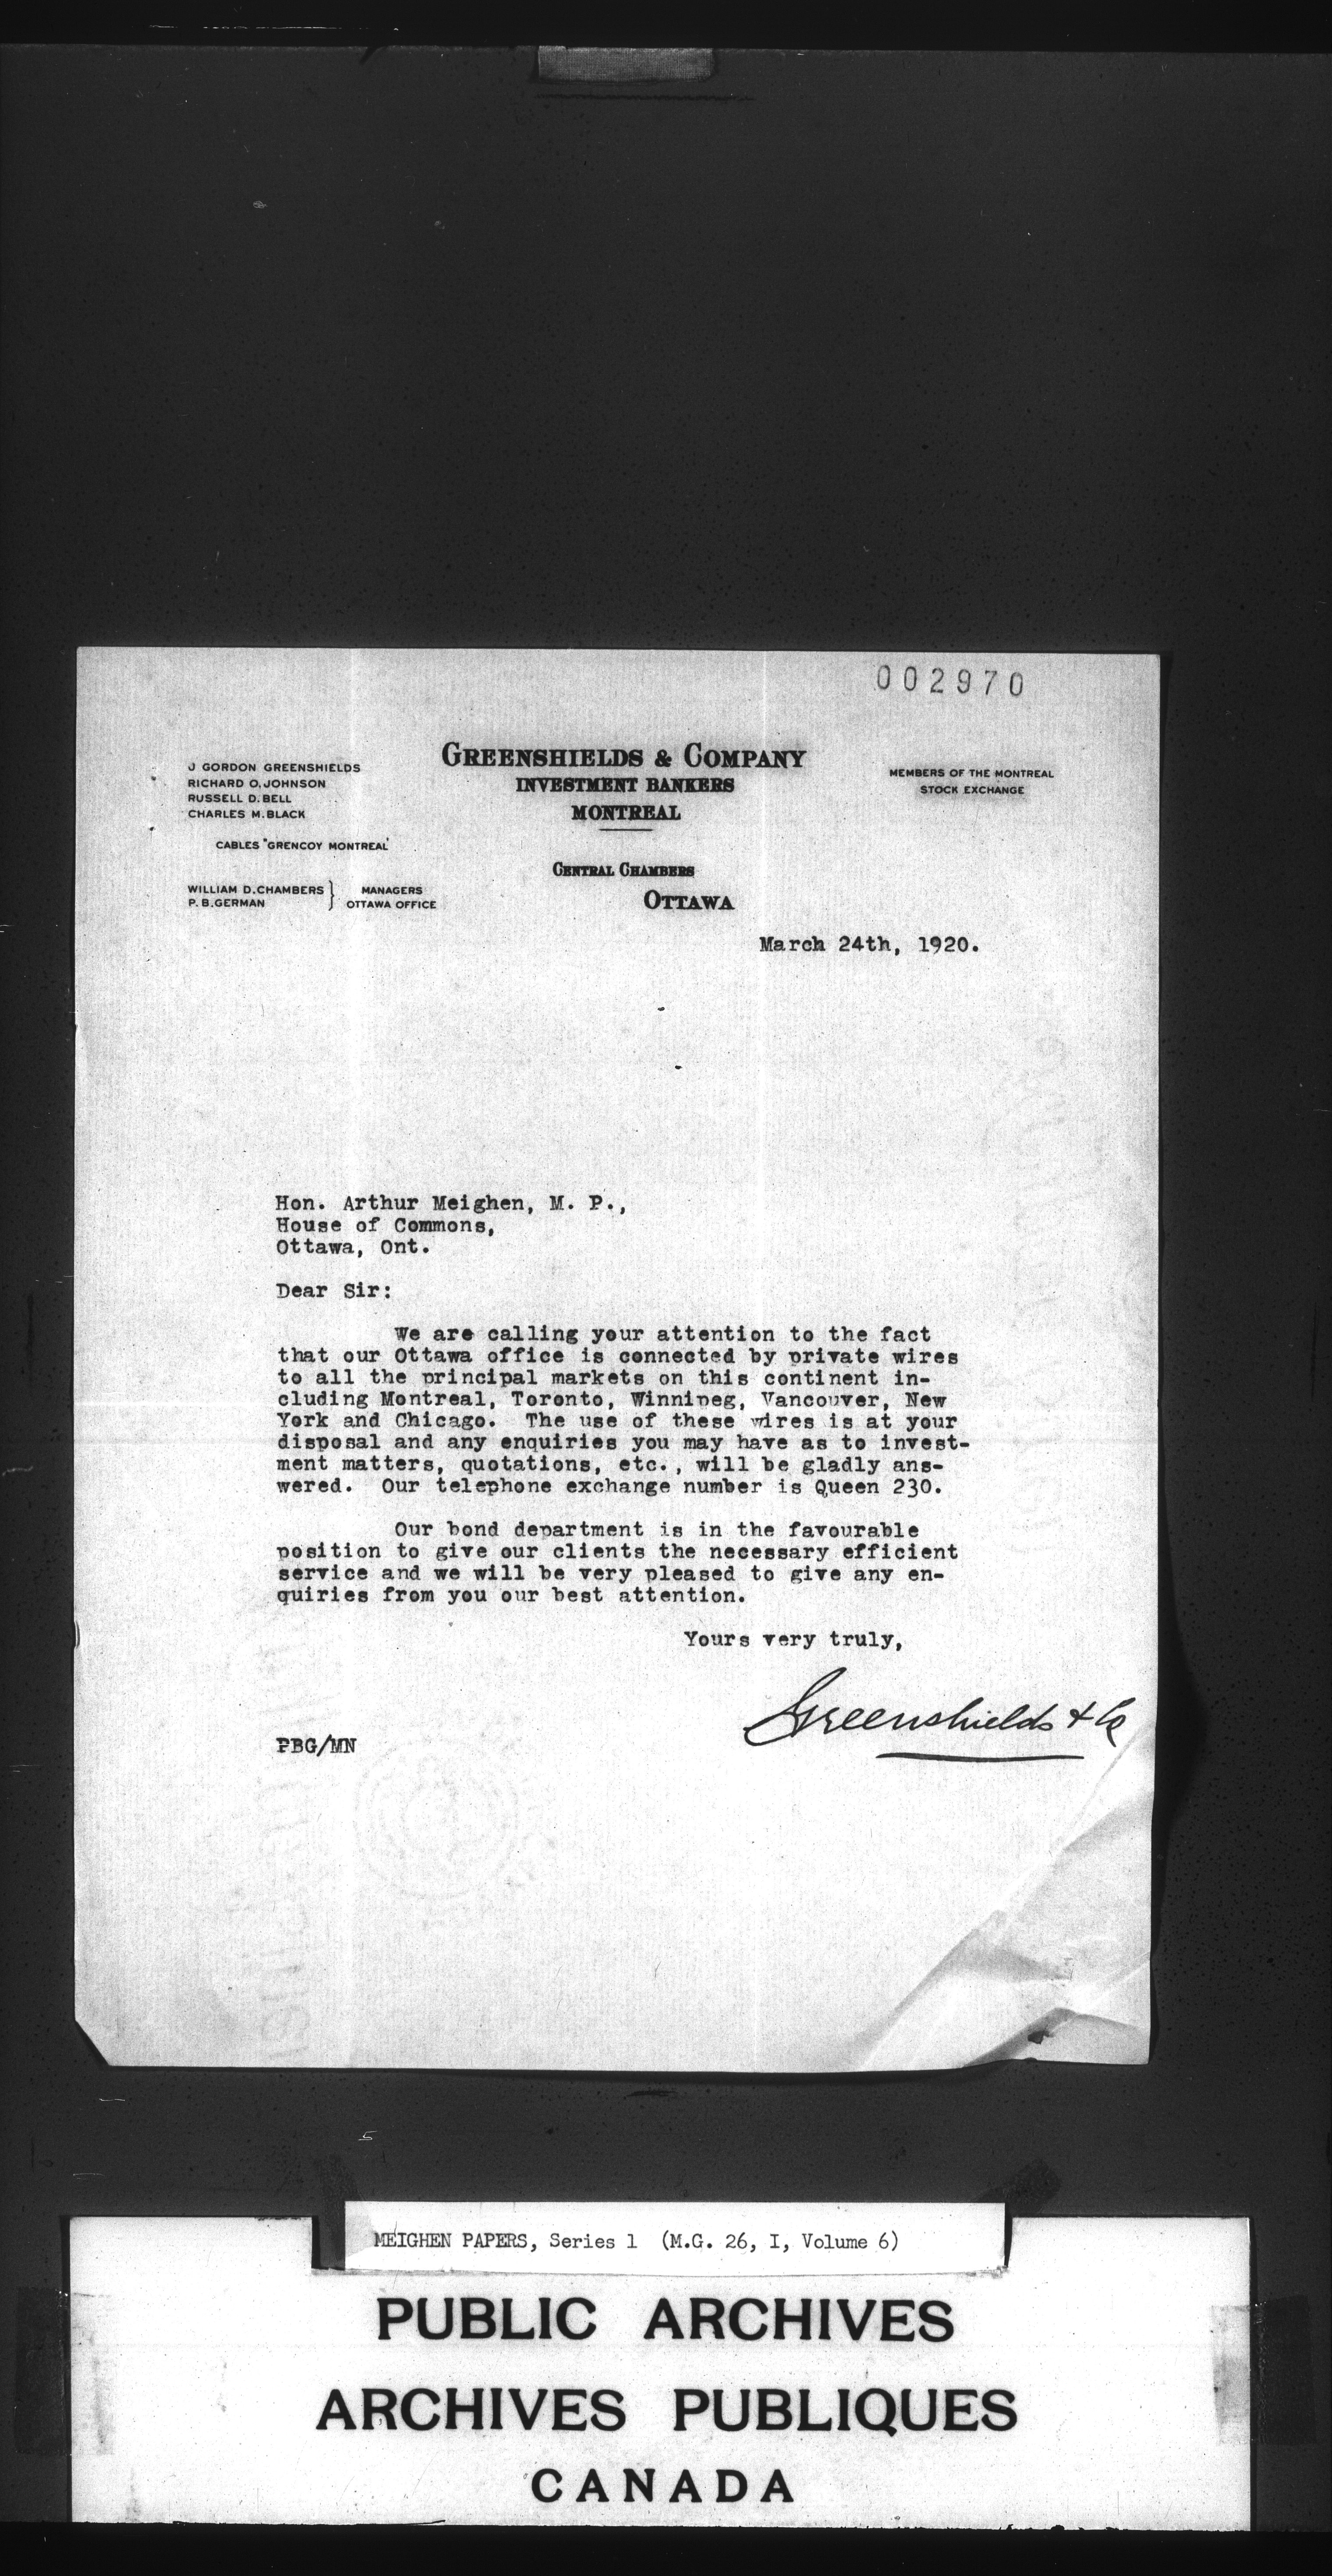 002970
J GORDON GREENSHIELDS
RICHARD O. JOHNSON
RUSSELL D. BELL
CHARLES M. BLACK
CABLES "GRENCOY MONTREAL"
WILLIAM D. CHAMBERS } MANAGERS
P. B. GERMAN } OTTAWA OFFICE
GREENSHIELDS & COMPANY
INVESTMENT BANKERS
MONTREAL
CENTRAL CHAMBERS
OTTAWA
MEMBERS OF THE MONTREAL
STOCK EXCHANGE
March 24th, 1920.
Hon. Arthur Meighen, M. P.,
House of Commons,
Ottawa, Ont.
Dear Sir:
We are calling your attention to the fact
that our Ottawa office is connected by private wires
to all the principal markets on this continent in-
cluding Montreal, Toronto, Winnipeg, Vancouver, New
York and Chicago. The use of these wires is at your
disposal and any enquiries you may have as to invest-
ment matters, quotations, etc., will be gladly ans-
wered. Our telephone exchange number is Queen 230.
Our bond department is in the favourable
position to give our clients the necessary efficient
service and we will be very pleased to give any en-
quiries from you our best attention.
Yours very truly,
Greenshields & Co
PBG/MN
MEIGHEN PAPERS, Series 1 (M.G. 26, I, Volume 6)
PUBLIC ARCHIVES
ARCHIVES PUBLIQUES
CANADA